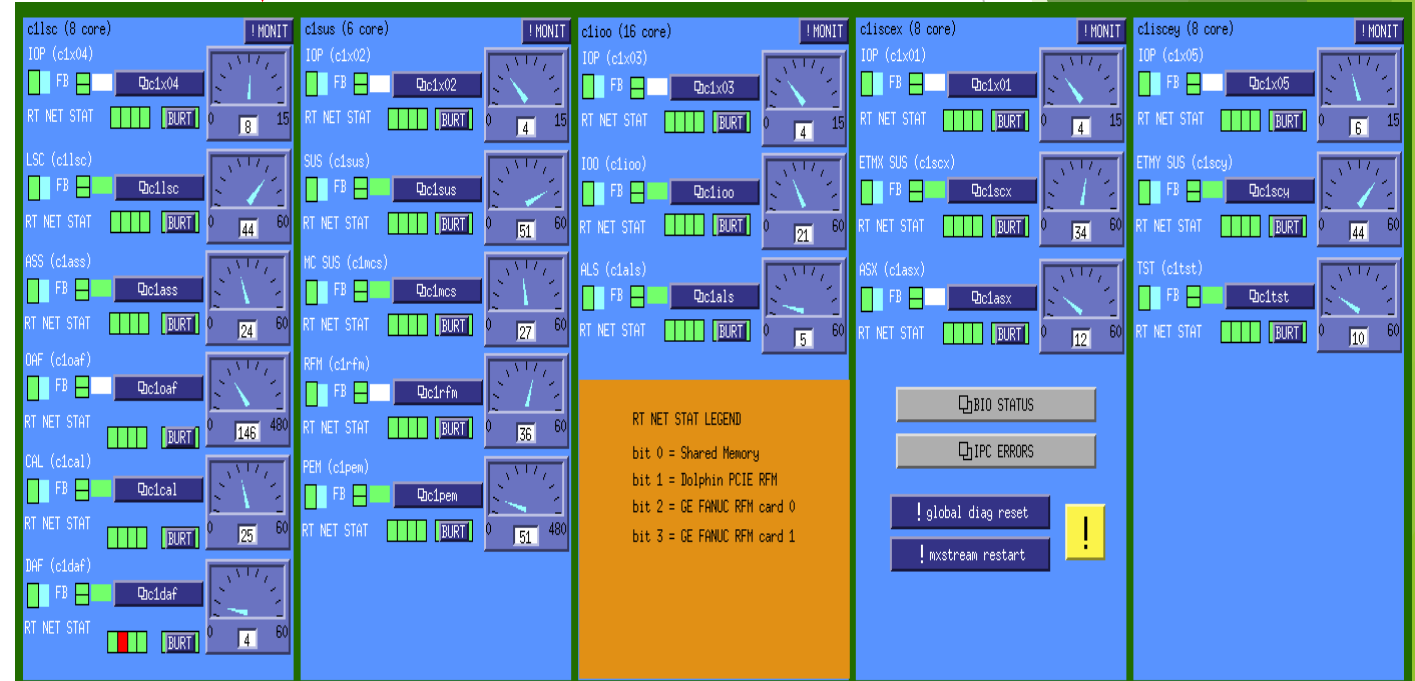 c1lsc (8 core)
! MONIT
IOP (c1x04)
FB
c1x04
RT NET STAT
BURT
0
8
15
LSC (c1lsc)
FB
c1lsc
RT NET STAT
BURT
0
44
60
ASS (c1ass)
FB
c1ass
RT NET STAT
BURT
0
24
60
OAF (c1oaf)
FB
c1oaf
RT NET STAT
BURT
0
146
480
CAL (c1cal)
FB
c1cal
RT NET STAT
BURT
0
25
60
DAF (c1daf)
FB
c1daf
RT NET STAT
BURT
0
4
60
c1sus (6 core)
! MONIT
IOP (c1x02)
FB
c1x02
RT NET STAT
BURT
0
4
15
SUS (c1sus)
FB
c1sus
RT NET STAT
BURT
0
51
60
MC SUS (c1mcs)
FB
c1mcs
RT NET STAT
BURT
0
27
60
RFM (c1rfm)
FB
c1rfm
RT NET STAT
BURT
0
36
60
PEM (c1pem)
FB
c1pem
RT NET STAT
BURT
0
51
480
c1ioo (16 core)
! MONIT
IOP (c1x03)
FB
c1x03
RT NET STAT
BURT
0
4
15
IOO (c1ioo)
FB
c1ioo
RT NET STAT
BURT
0
21
60
ALS (c1als)
FB
c1als
RT NET STAT
BURT
0
5
60
RT NET STAT LEGEND
bit 0 = Shared Memory
bit 1 = Dolphin PCIE RFM
bit 2 = GE FANUC RFM card 0
bit 3 = GE FANUC RFM card 1
c1iscex (8 core)
! MONIT
IOP (c1x01)
FB
c1x01
RT NET STAT
BURT
0
4
15
ETMX SUS (c1scx)
FB
c1scx
RT NET STAT
BURT
0
34
60
ASX (c1asx)
FB
c1asx
RT NET STAT
BURT
0
12
60
BIO STATUS
IPC ERRORS
! global diag reset
! mxstream restart
!
c1iscey (8 core)
! MONIT
IOP (c1x05)
FB
c1x05
RT NET STAT
BURT
0
6
15
ETMY SUS (c1scy)
FB
c1scy
RT NET STAT
BURT
0
44
60
TST (c1tst)
FB
c1tst
RT NET STAT
BURT
0
10
60